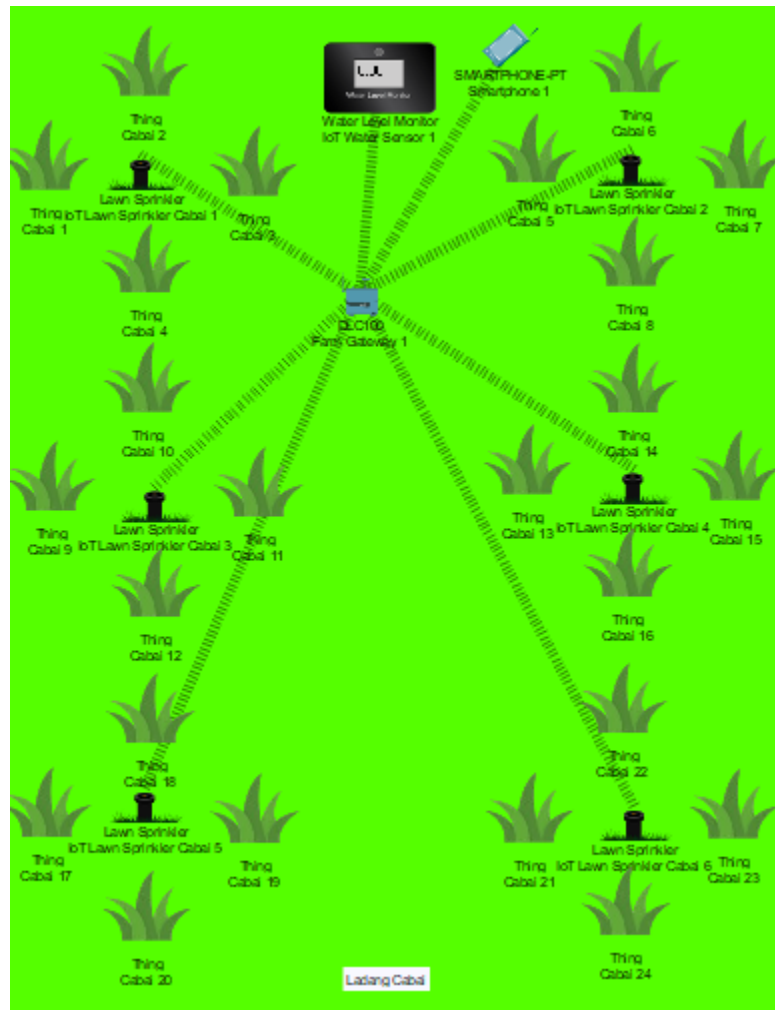 Thing
Cabai 2
Water Level Monitor
Water Level Monitor
IoT Water Sensor 1
SMARTPHONE-PT
Smartphone 1
Thing
Cabai 6
Thing
Cabai 1
Lawn Sprinkler
IoT Lawn Sprinkler Cabai 1
Thing
Cabai 3
Thing
Cabai 5
Lawn Sprinkler
IoT Lawn Sprinkler Cabai 2
Thing
Cabai 7
Thing
Cabai 4
DLC100
Farm Gateway 1
Thing
Cabai 8
Thing
Cabai 10
Thing
Cabai 14
Thing
Cabai 9
Lawn Sprinkler
IoT Lawn Sprinkler Cabai 3
Thing
Cabai 11
Thing
Cabai 13
Lawn Sprinkler
IoT Lawn Sprinkler Cabai 4
Thing
Cabai 15
Thing
Cabai 12
Thing
Cabai 16
Thing
Cabai 18
Thing
Cabai 22
Thing
Cabai 17
Lawn Sprinkler
IoT Lawn Sprinkler Cabai 5
Thing
Cabai 19
Thing
Cabai 21
Lawn Sprinkler
IoT Lawn Sprinkler Cabai 6
Thing
Cabai 23
Thing
Cabai 20
Thing
Cabai 24
Ladang Cabai